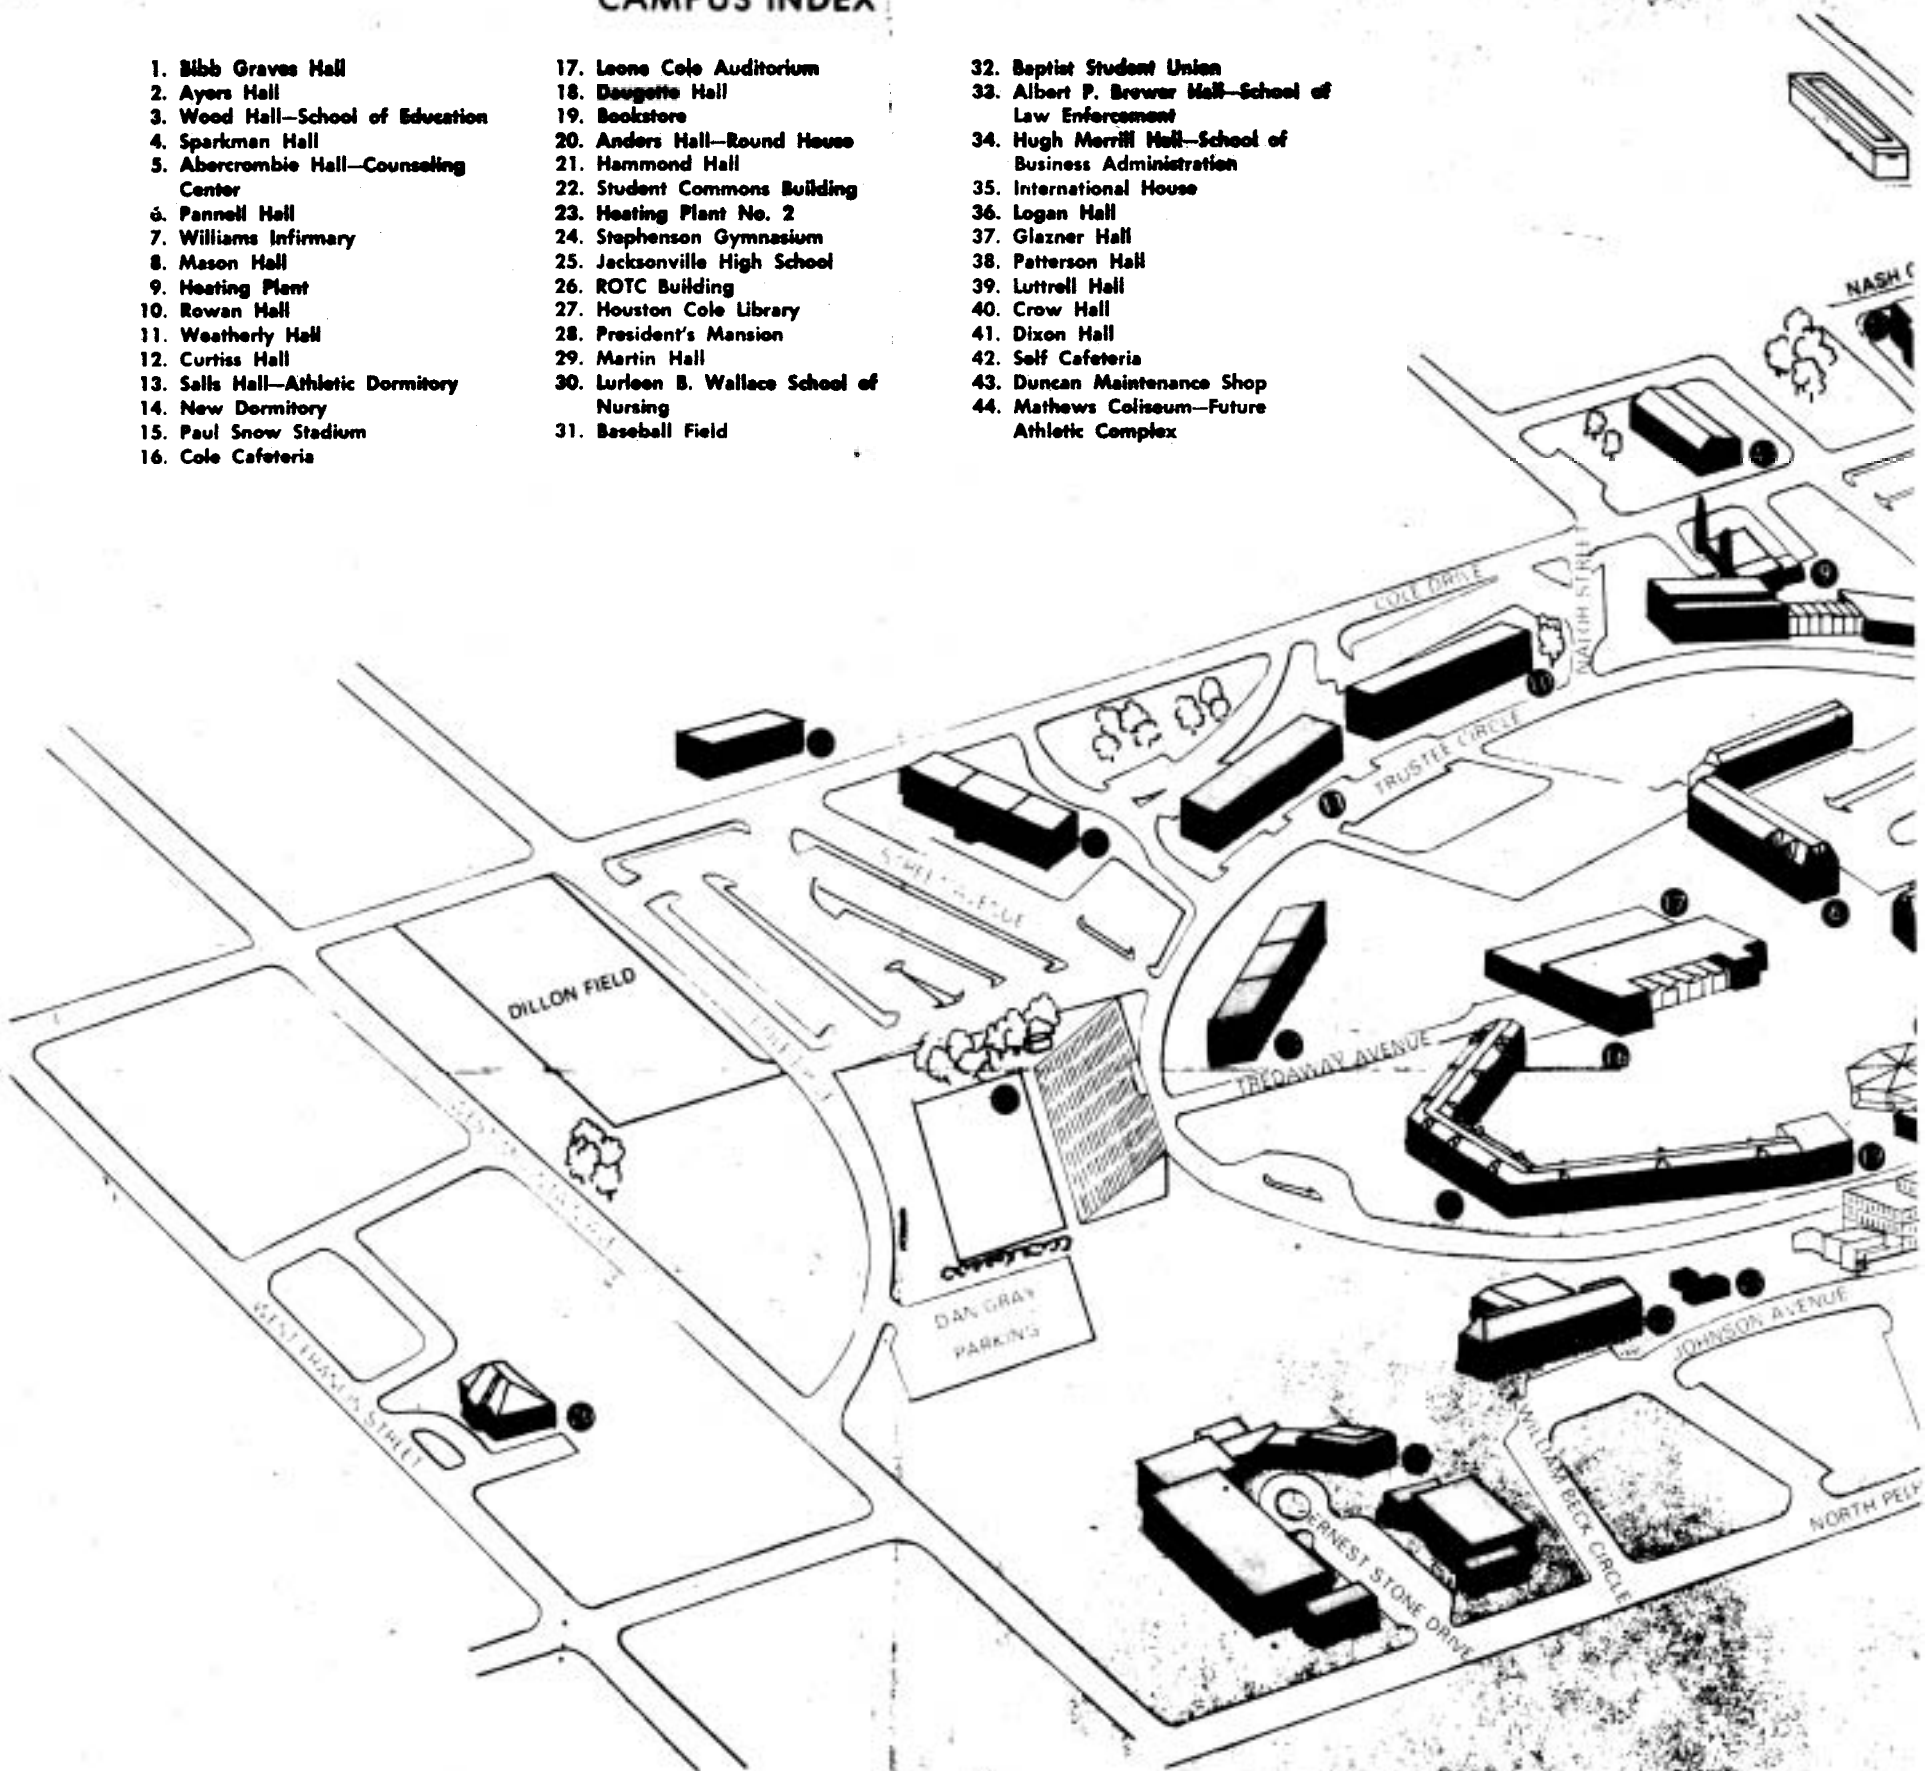 CAMPUS INDEX
1. Bibb Graves Hall
2. Ayers Hall
3. Wood Hall—School of Education
4. Sparkman Hall
5. Abercrombie Hall—Counseling
Center
6. Pannell Hall
7. Williams Infirmary
8. Mason Hall
9. Heating Plant
10. Rowan Hall
11. Weatherly Hall
12. Curtiss Hall
13. Salls Hall—Athletic Dormitory
14. New Dormitory
15. Paul Snow Stadium
16. Cole Cafeteria
17. Leone Cole Auditorium
18. Daugette Hall
19. Bookstore
20. Anders Hall—Round House
21. Hammond Hall
22. Student Commons Building
23. Heating Plant No. 2
24. Stephenson Gymnasium
25. Jacksonville High School
26. ROTC Building
27. Houston Cole Library
28. President's Mansion
29. Martin Hall
30. Lurleen B. Wallace School of
Nursing
31. Baseball Field
32. Baptist Student Union
33. Albert P. Brewer Hall—School of
Law Enforcement
34. Hugh Merrill Hall—School of
Business Administration
35. International House
36. Logan Hall
37. Glazner Hall
38. Patterson Hall
39. Luttrell Hall
40. Crow Hall
41. Dixon Hall
42. Self Cafeteria
43. Duncan Maintenance Shop
44. Mathews Coliseum—Future
Athletic Complex
NASH
9
COLE DRIVE
STREET
TRUSTEE CIRCLE
17
DILLON FIELD
TREDAWAY AVENUE
DAN GRAY
PARKING
JOHNSON AVENUE
WEST FRANCIS STREET
WILLIAM BECK CIRCLE
ERNEST STONE DRIVE
NORTH PELH